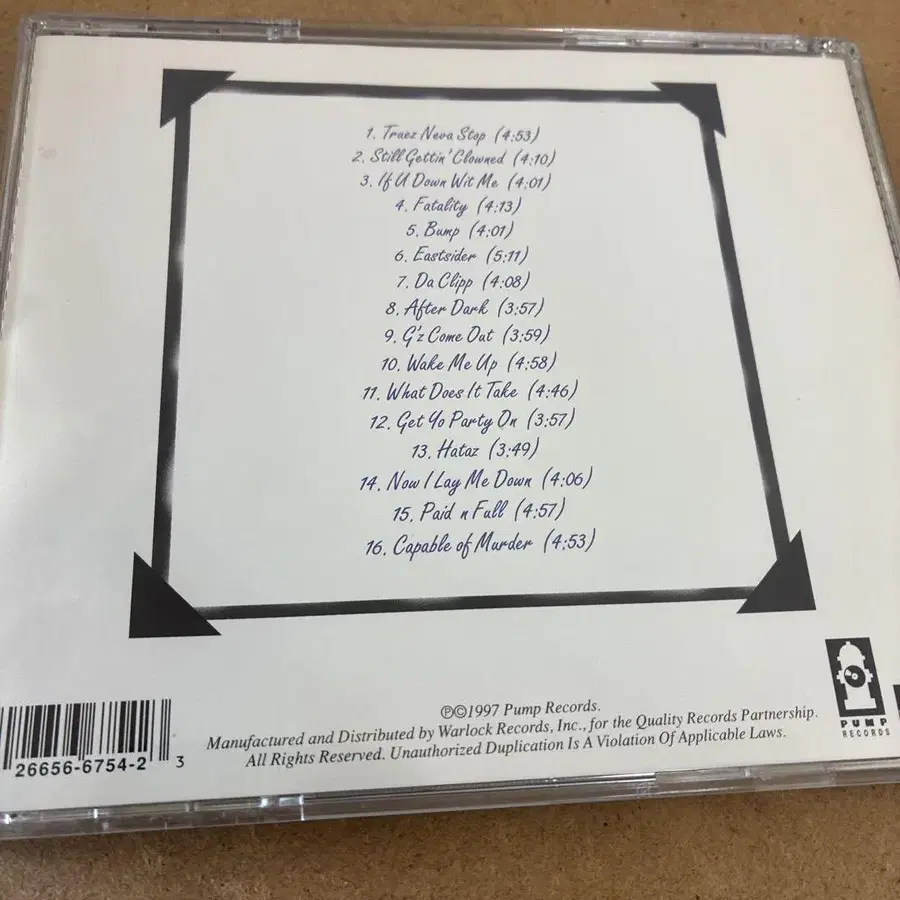 1. Truez Neva Stop (4:53)
2. Still Gettin' Clowned (4:10)
3. If U Down Wit Me (4:01)
4. Fatality (4:13)
5. Bump (4:01)
6. Eastsider (5:11)
7. Da Clipp (4:08)
8. After Dark (3:57)
9. G'z Come Out (3:59)
10. Wake Me Up (4:58)
11. What Does It Take (4:46)
12. Get Yo Party On (3:57)
13. Hataz (3:49)
14. Now I Lay Me Down (4:06)
15. Paid n Full (4:57)
16. Capable of Murder (4:53)
℗©1997 Pump Records.
Manufactured and Distributed by Warlock Records, Inc., for the Quality Records Partnership.
All Rights Reserved. Unauthorized Duplication Is A Violation Of Applicable Laws.
26656-6754-2 3
PUMP
RECORDS